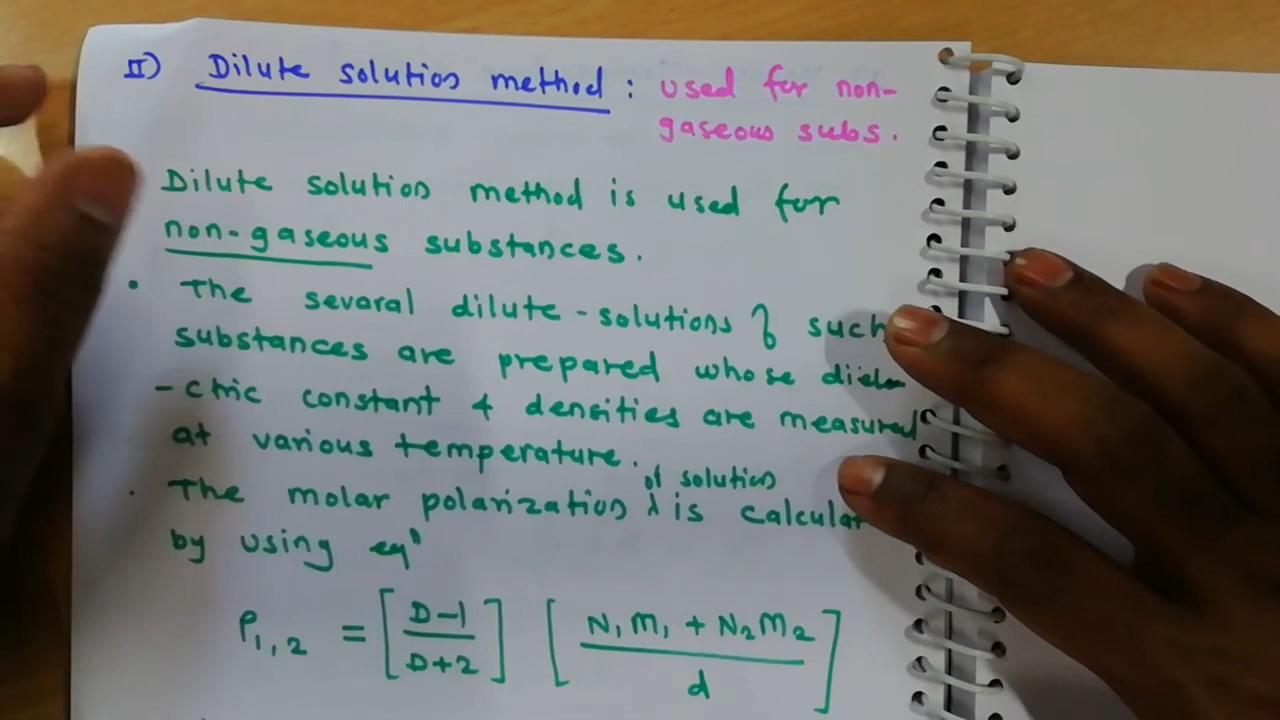 II) Dilute solution method : used for non-
gaseous subs.
Dilute solution method is used for
non-gaseous substances.
• The sevaral dilute-solutions of such
substances are prepared whose diele
-ctric constant & densities are measured
at various temperature.
• The molar polarization of solution is calculat
by using eqn
P1,2 = [D-1/D+2] [N1M1 + N2M2/d]